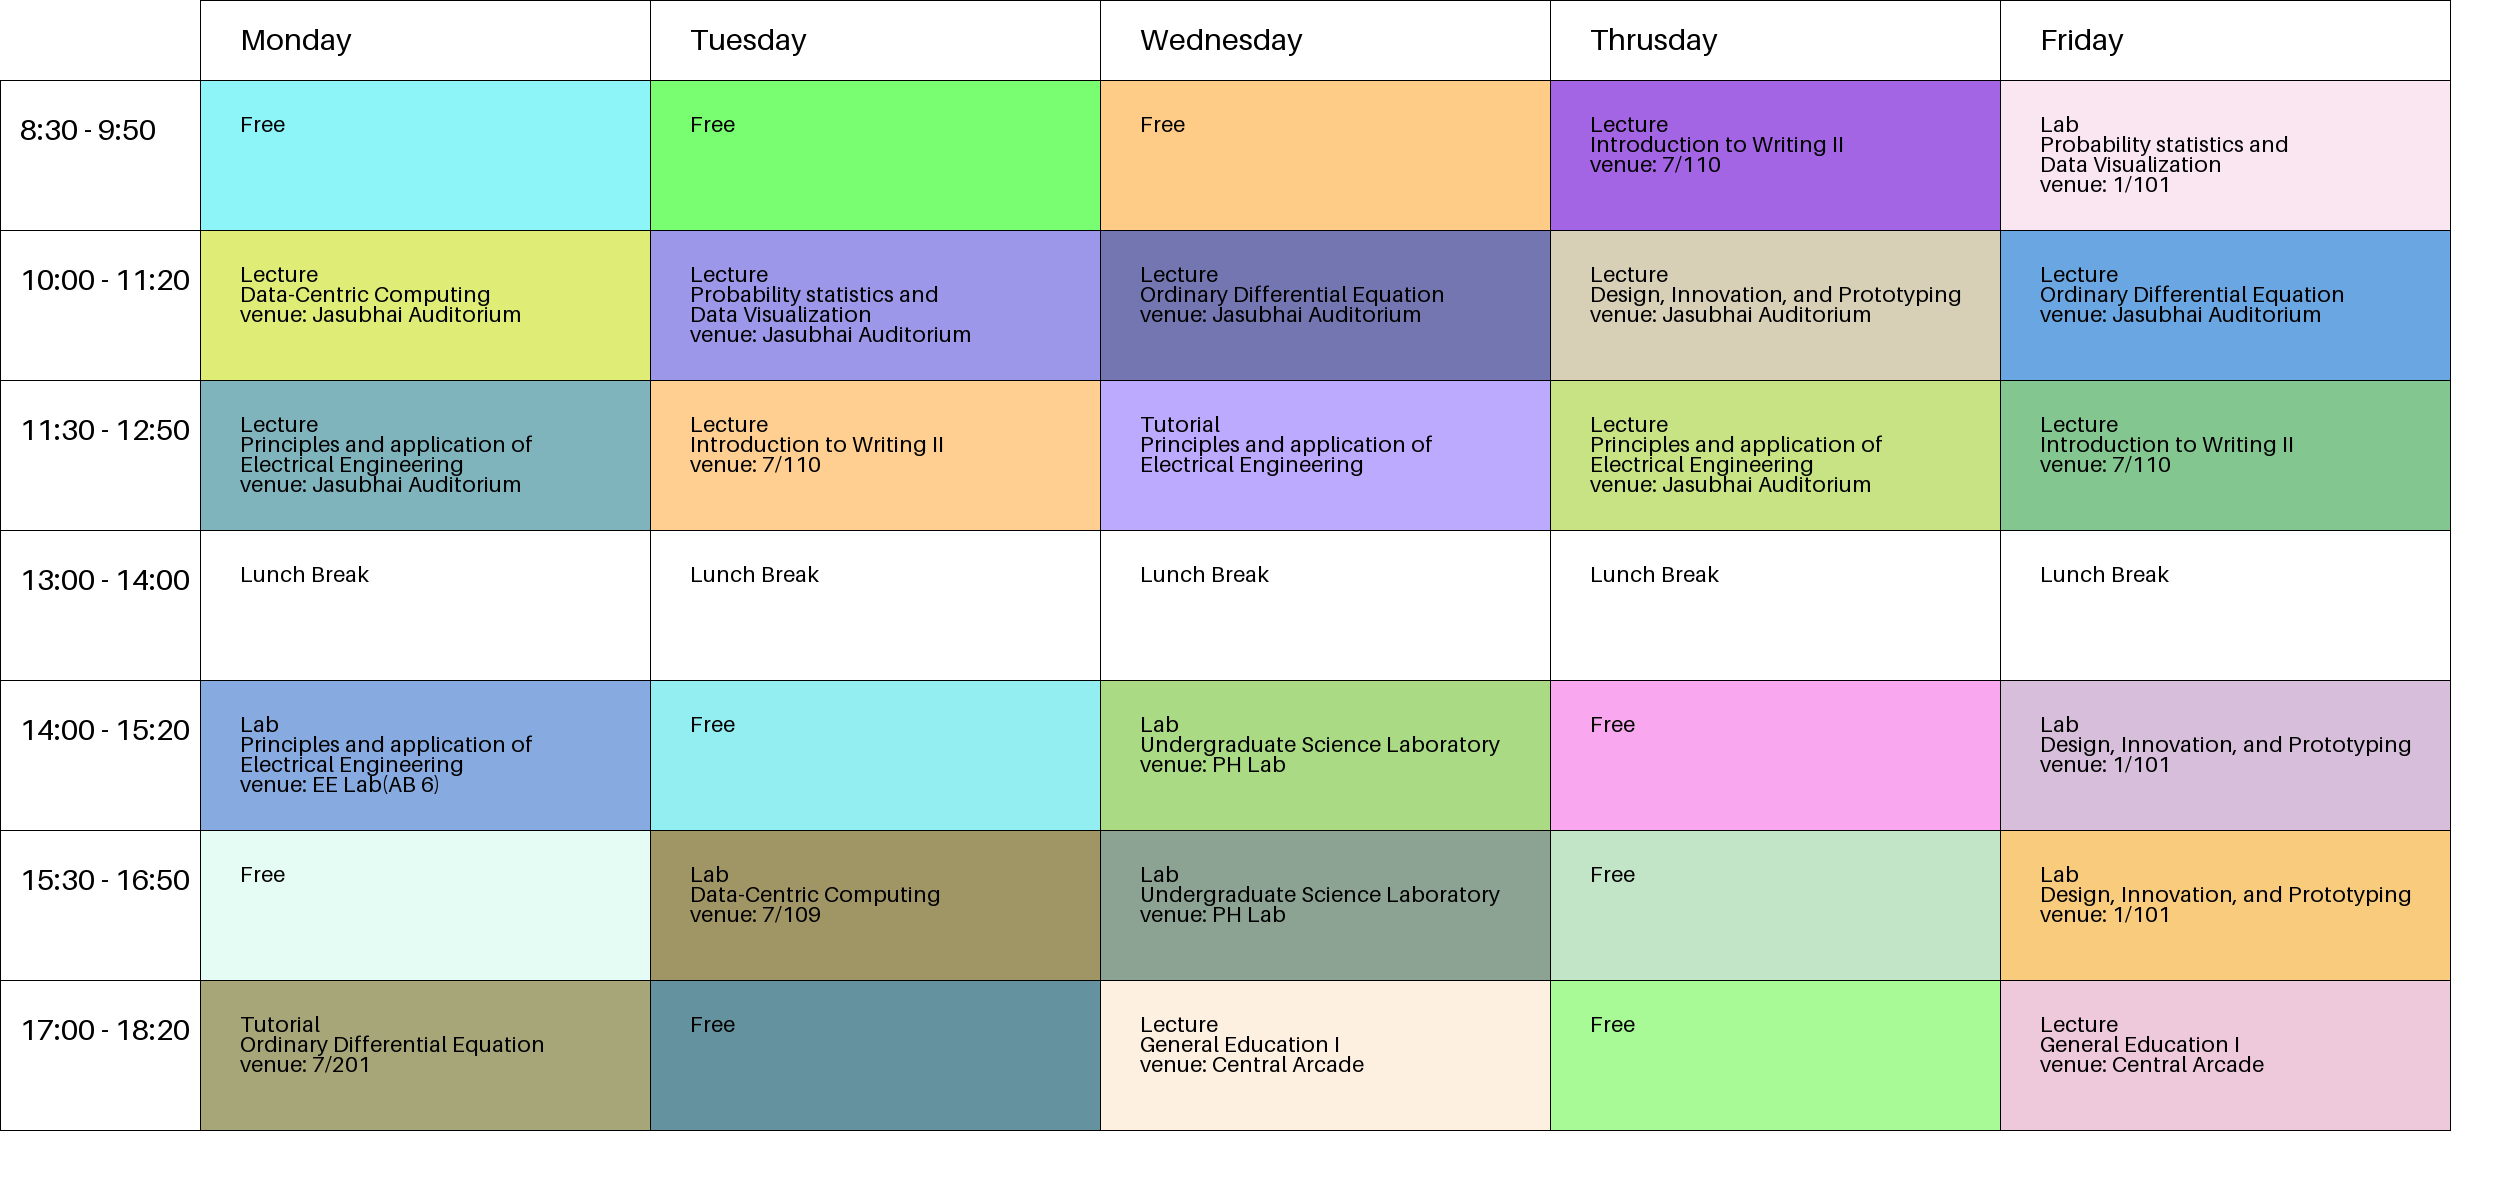 Monday
Tuesday
Wednesday
Thrusday
Friday
8:30 - 9:50
Free
Free
Free
Lecture
Introduction to Writing II
venue: 7/110
Lab
Probability statistics and
Data Visualization
venue: 1/101
10:00 - 11:20
Lecture
Data-Centric Computing
venue: Jasubhai Auditorium
Lecture
Probability statistics and
Data Visualization
venue: Jasubhai Auditorium
Lecture
Ordinary Differential Equation
venue: Jasubhai Auditorium
Lecture
Design, Innovation, and Prototyping
venue: Jasubhai Auditorium
Lecture
Ordinary Differential Equation
venue: Jasubhai Auditorium
11:30 - 12:50
Lecture
Principles and application of
Electrical Engineering
venue: Jasubhai Auditorium
Lecture
Introduction to Writing II
venue: 7/110
Tutorial
Principles and application of
Electrical Engineering
Lecture
Principles and application of
Electrical Engineering
venue: Jasubhai Auditorium
Lecture
Introduction to Writing II
venue: 7/110
13:00 - 14:00
Lunch Break
Lunch Break
Lunch Break
Lunch Break
Lunch Break
14:00 - 15:20
Lab
Principles and application of
Electrical Engineering
venue: EE Lab(AB 6)
Free
Lab
Undergraduate Science Laboratory
venue: PH Lab
Free
Lab
Design, Innovation, and Prototyping
venue: 1/101
15:30 - 16:50
Free
Lab
Data-Centric Computing
venue: 7/109
Lab
Undergraduate Science Laboratory
venue: PH Lab
Free
Lab
Design, Innovation, and Prototyping
venue: 1/101
17:00 - 18:20
Tutorial
Ordinary Differential Equation
venue: 7/201
Free
Lecture
General Education I
venue: Central Arcade
Free
Lecture
General Education I
venue: Central Arcade